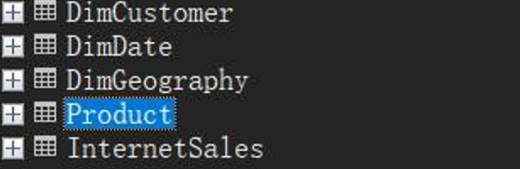 DimCustomer
DimDate
DimGeography
Product
InternetSales